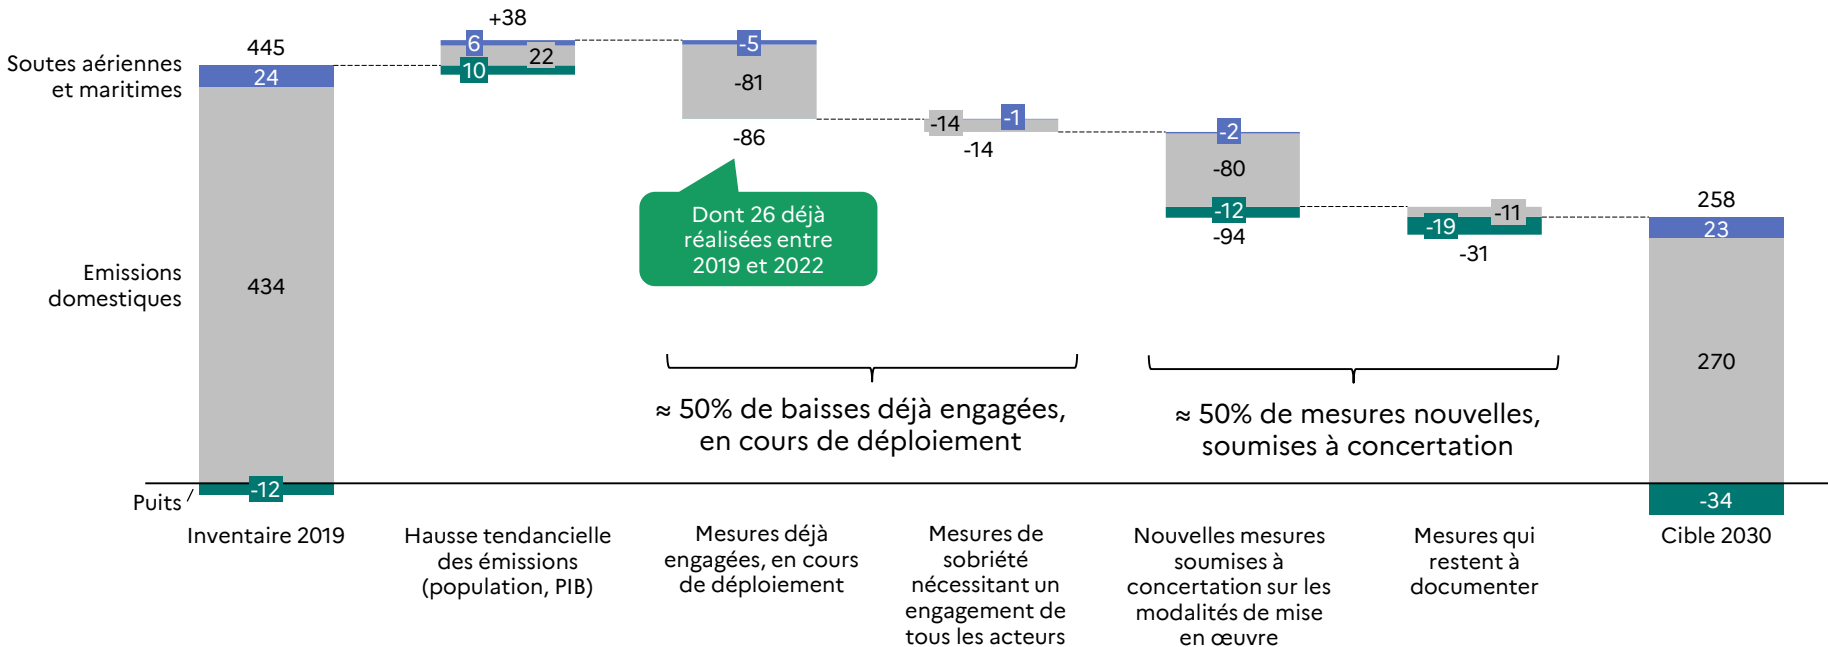 Soutes aériennes
et maritimes
Emissions
domestiques
Puits
445
24
434
-12
+38
6
22
10
-5
-81
-86
Dont 26 déjà
réalisées entre
2019 et 2022
-14
-1
-14
-2
-80
-12
-94
-11
-19
-31
258
23
270
-34
≈ 50% de baisses déjà engagées,
en cours de déploiement
≈ 50% de mesures nouvelles,
soumises à concertation
Inventaire 2019
Hausse tendancielle
des émissions
(population, PIB)
Mesures déjà
engagées, en cours
de déploiement
Mesures de
sobriété
nécessitant un
engagement de
tous les acteurs
Nouvelles mesures
soumises à
concertation sur les
modalités de mise
en œuvre
Mesures qui
restent à
documenter
Cible 2030